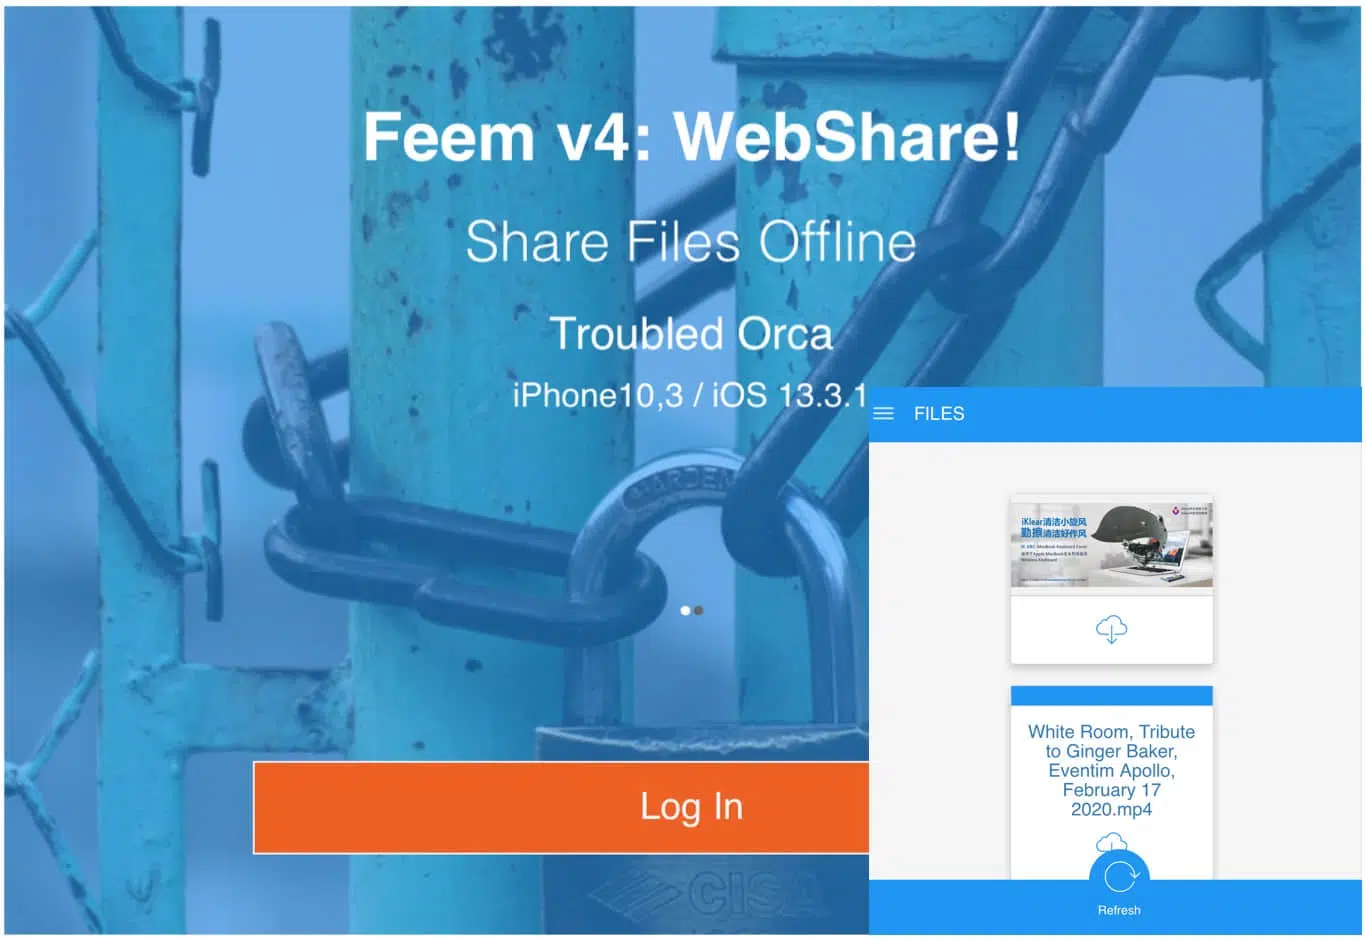 Feem v4: WebShare!
Share Files Offline
Troubled Orca
iPhone10,3 / iOS 13.3.1
Log In
HARDEN
CISA
FILES
iKlear清洁小旋风
勤擦清洁好作风
White Room, Tribute
to Ginger Baker,
Eventim Apollo,
February 17
2020.mp4
Refresh